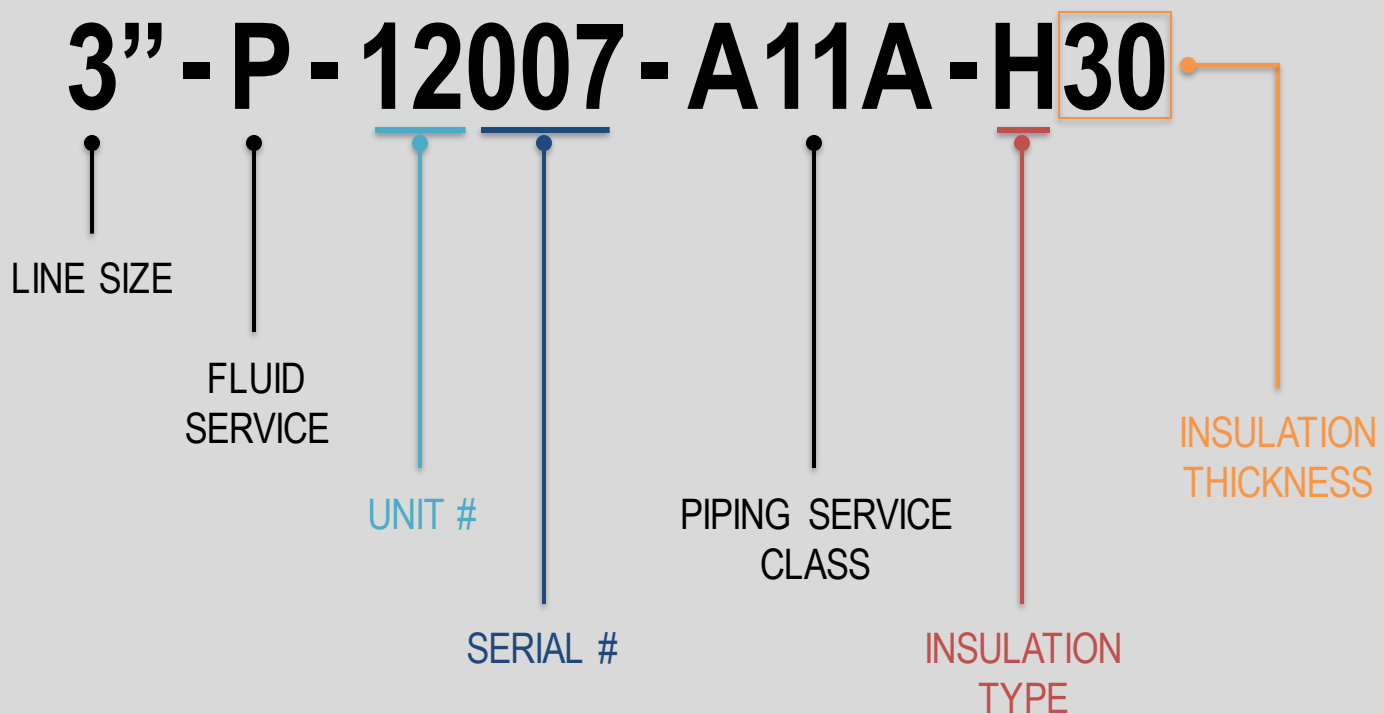 3” - P - 12007 - A11A - H30
LINE SIZE
FLUID
SERVICE
UNIT #
SERIAL #
PIPING SERVICE
CLASS
INSULATION
TYPE
INSULATION
THICKNESS